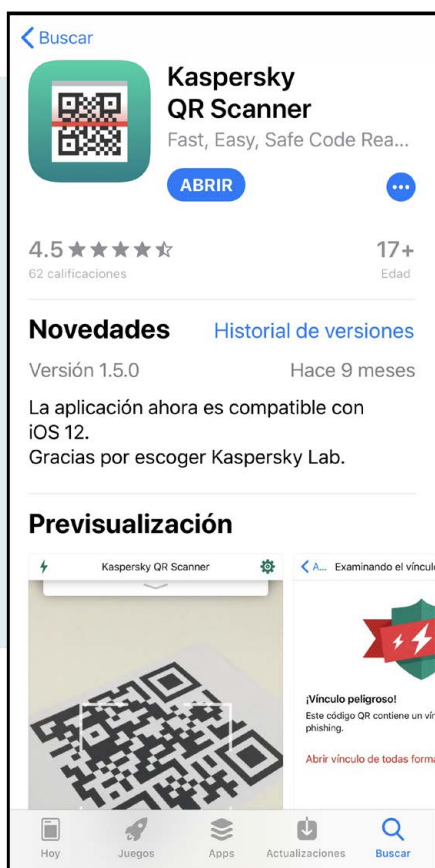 Buscar
Kaspersky
QR Scanner
Fast, Easy, Safe Code Rea...
ABRIR
4.5
17+
62 calificaciones
Edad
Novedades
Historial de versiones
Versión 1.5.0
Hace 9 meses
La aplicación ahora es compatible con
iOS 12.
Gracias por escoger Kaspersky Lab.
Previsualización
Kaspersky QR Scanner
A... Examinando el vínculo
¡Vínculo peligroso!
Este código QR contiene un vín
phishing.
Abrir vínculo de todas forma
Hoy
Juegos
Apps
Actualizaciones
Buscar